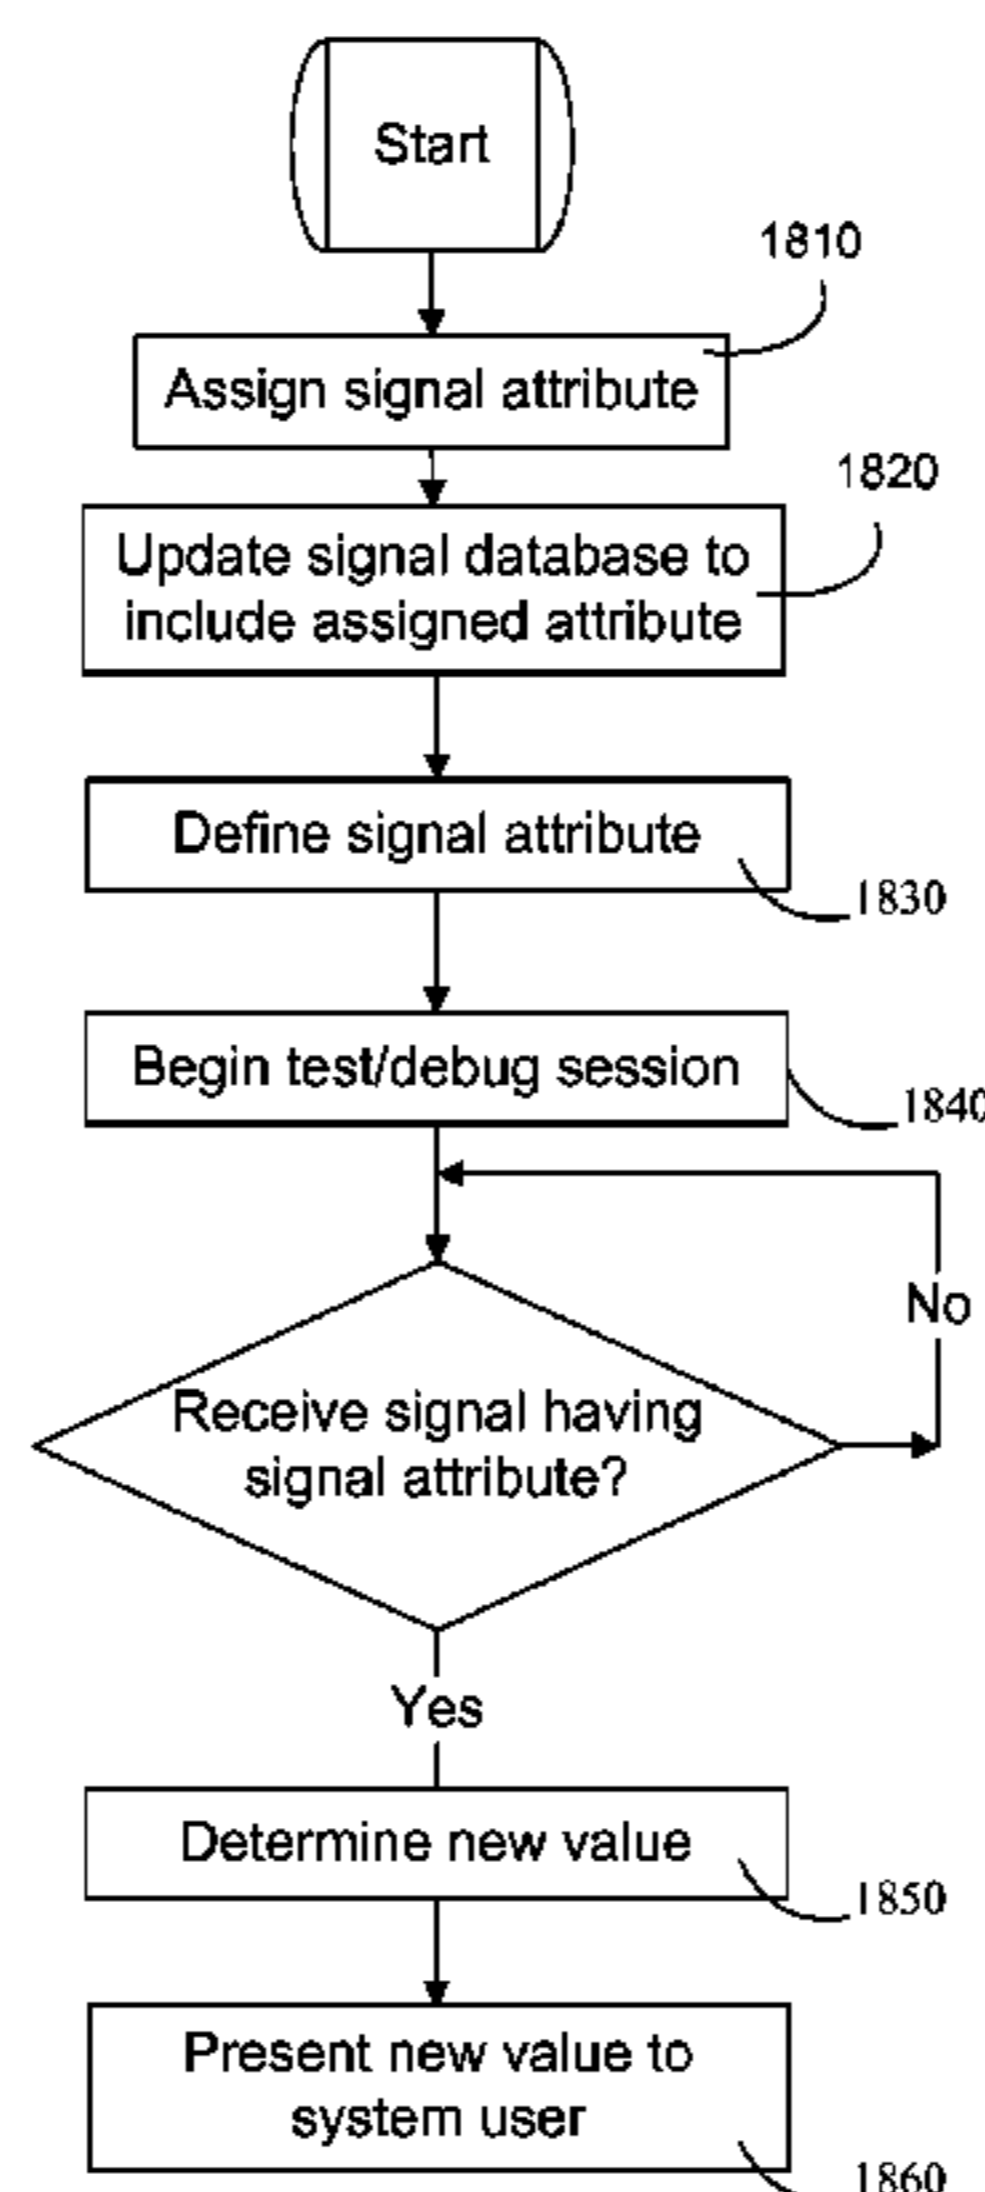 Start
1810
Assign signal attribute
1820
Update signal database to
include assigned attribute
Define signal attribute
1830
Begin test/debug session
1840
No
Receive signal having
signal attribute?
Yes
Determine new value
1850
Present new value to
system user
1860